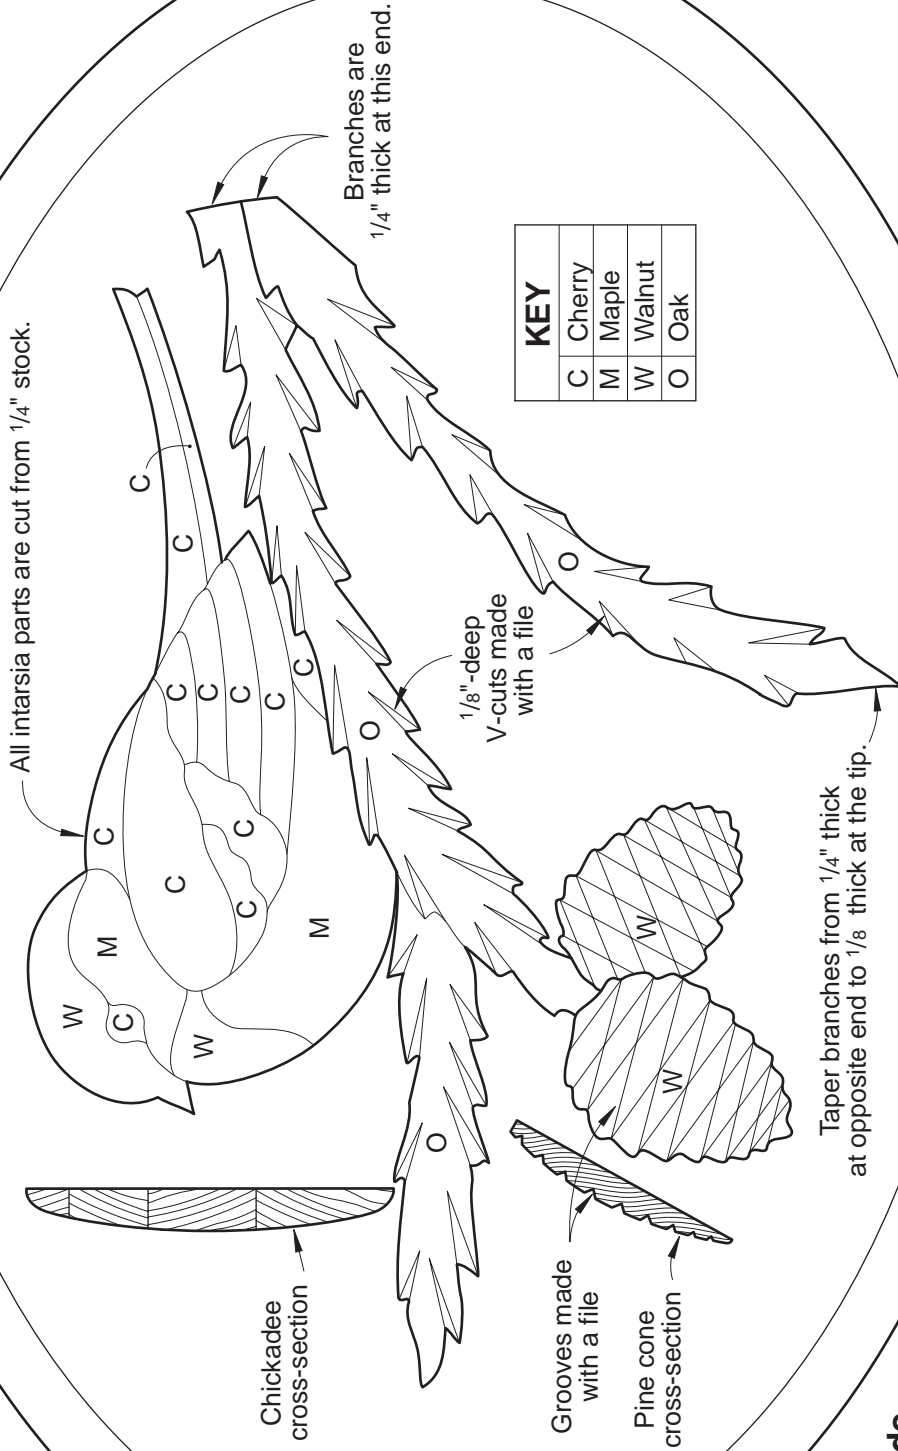 All intarsia parts are cut from 1/4" stock.
Branches are
1/4" thick at this end.
C
C
C
C
C
C
C
C
C
C
C
C
C
M
M
W
W
O
O
O
W
W
KEY
C Cherry
M Maple
W Walnut
O Oak
1/8"-deep
V-cuts made
with a file
Chickadee
cross-section
Grooves made
with a file
Pine cone
cross-section
Taper branches from 1/4" thick
at opposite end to 1/8 thick at the tip.